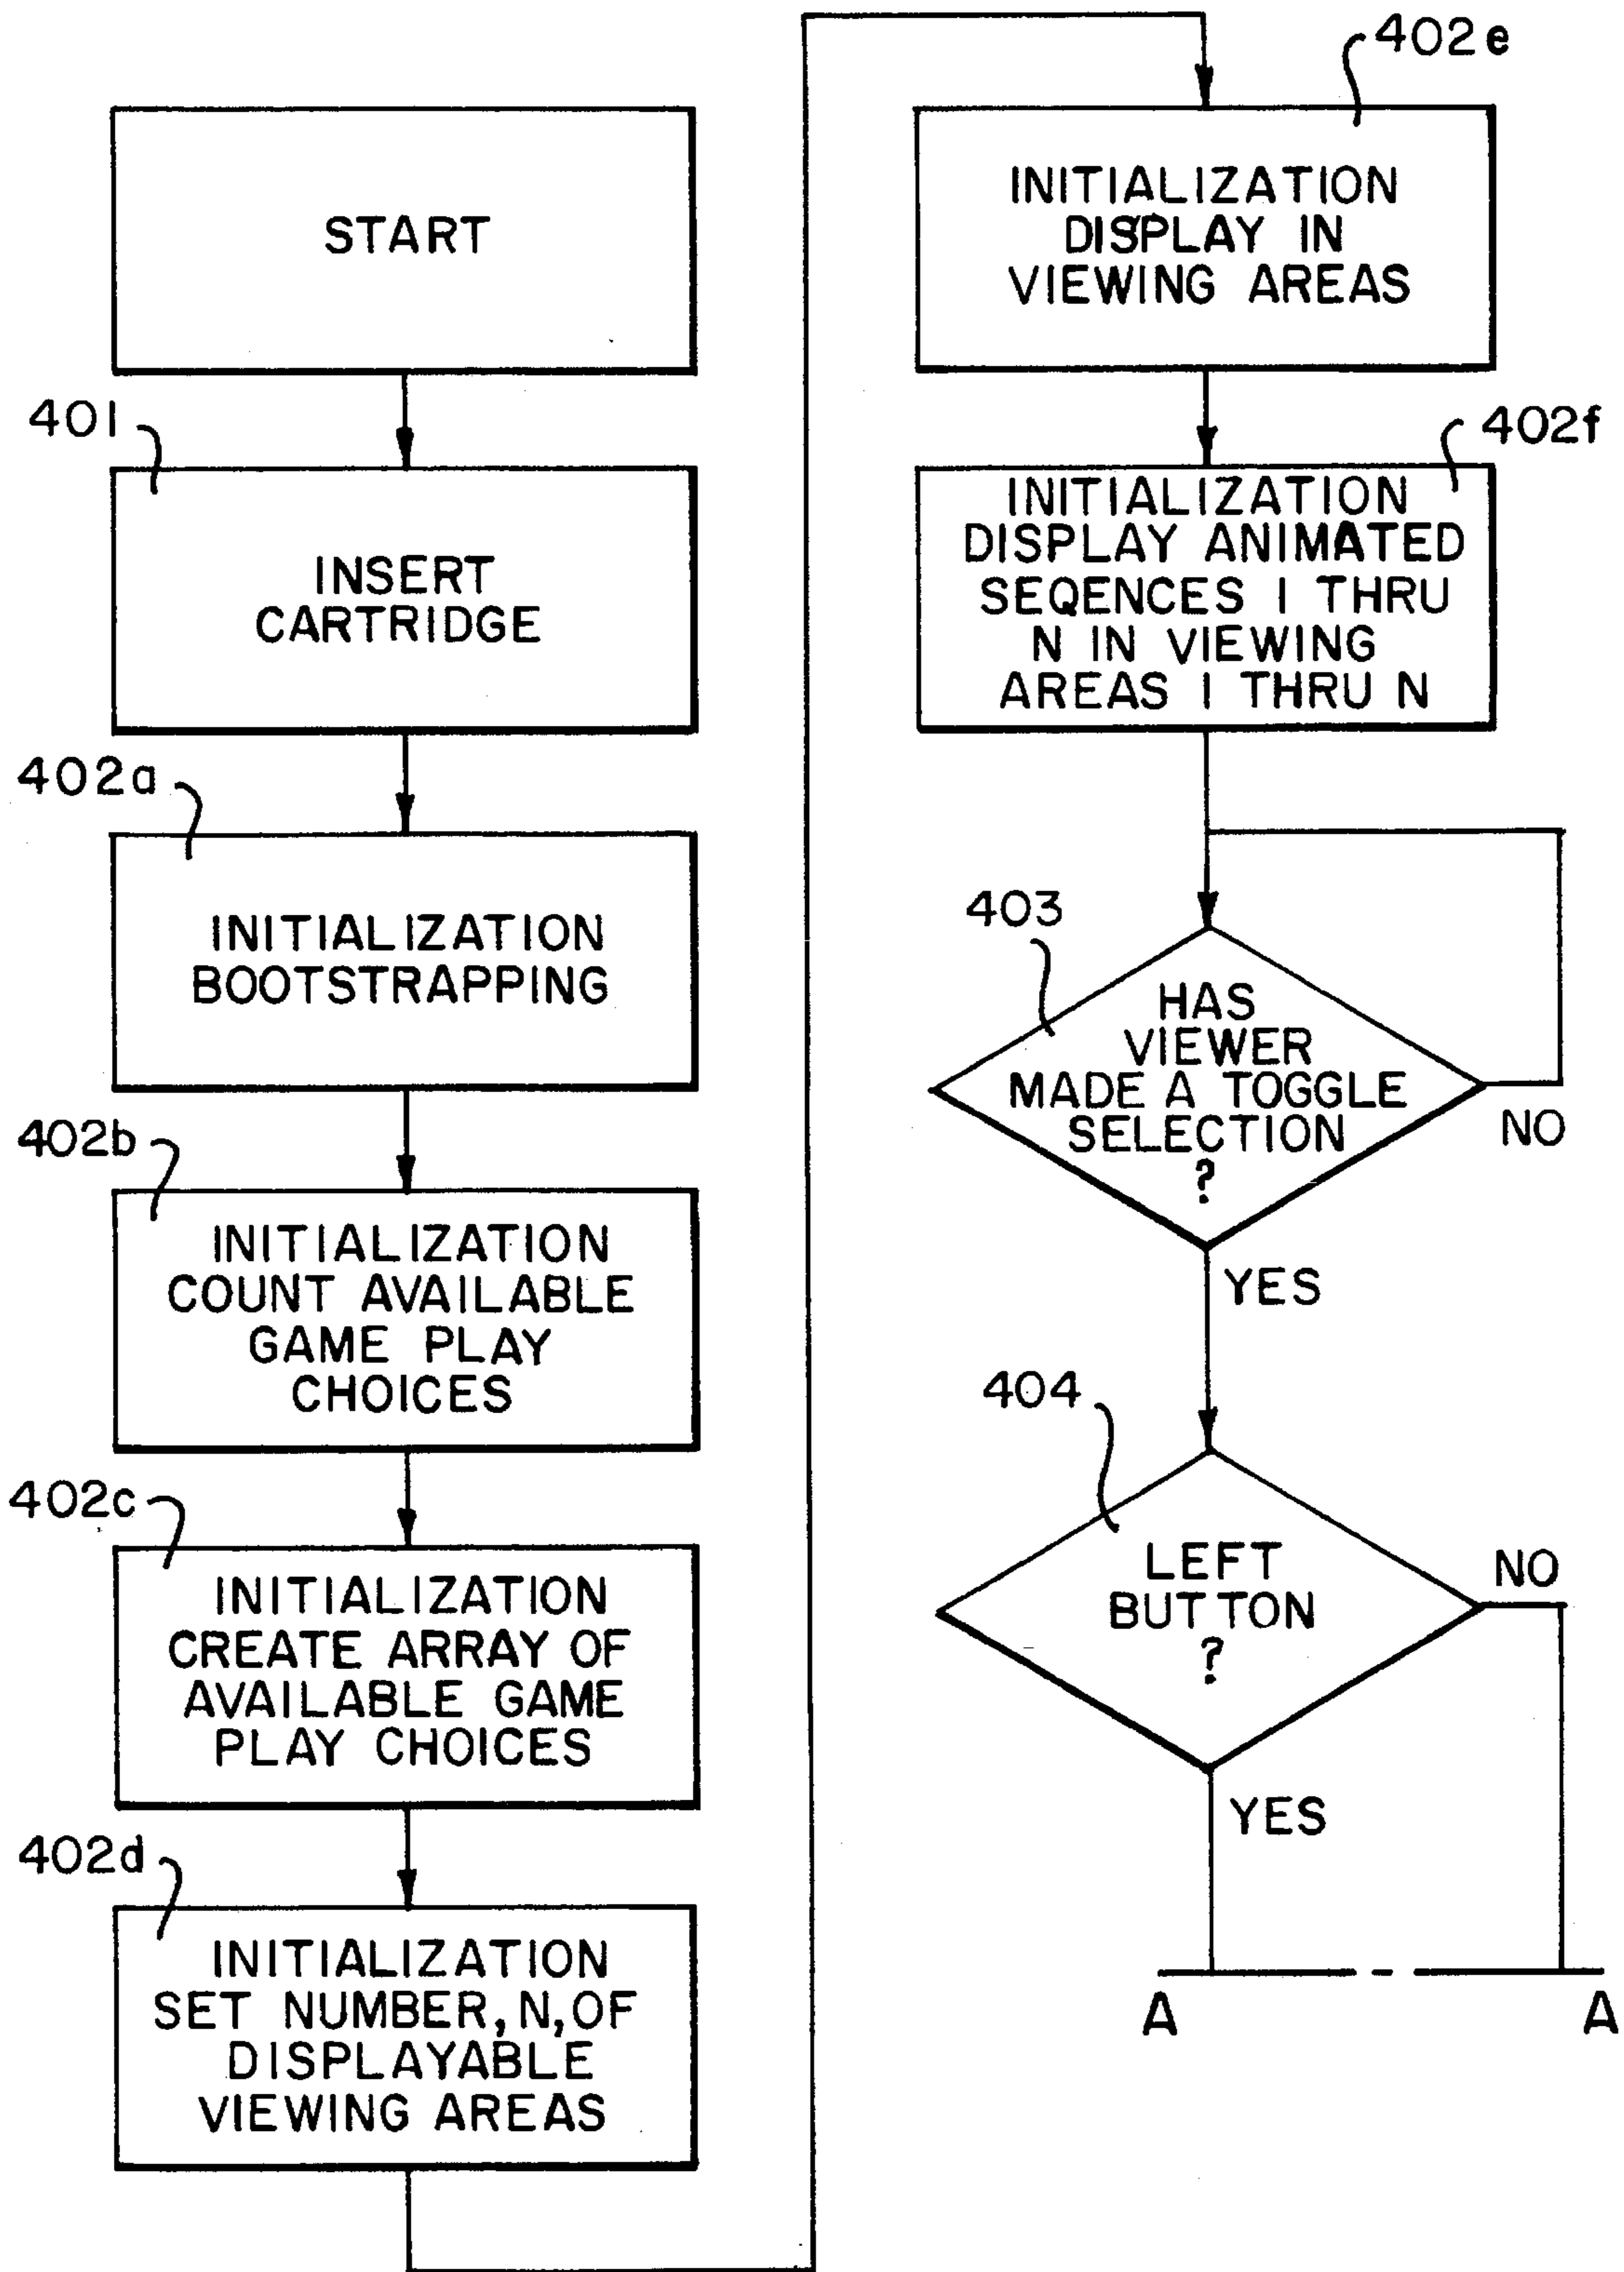 START
401
INSERT
CARTRIDGE
402a
INITIALIZATION
BOOTSTRAPPING
402b
INITIALIZATION
COUNT AVAILABLE
GAME PLAY
CHOICES
402c
INITIALIZATION
CREATE ARRAY OF
AVAILABLE GAME
PLAY CHOICES
402d
INITIALIZATION
SET NUMBER, N, OF
DISPLAYABLE
VIEWING AREAS
402e
INITIALIZATION
DISPLAY IN
VIEWING AREAS
402f
INITIALIZATION
DISPLAY ANIMATED
SEQENCES I THRU
N IN VIEWING
AREAS I THRU N
403
HAS
VIEWER
MADE A TOGGLE
SELECTION
?
NO
YES
404
LEFT
BUTTON
?
NO
YES
A A